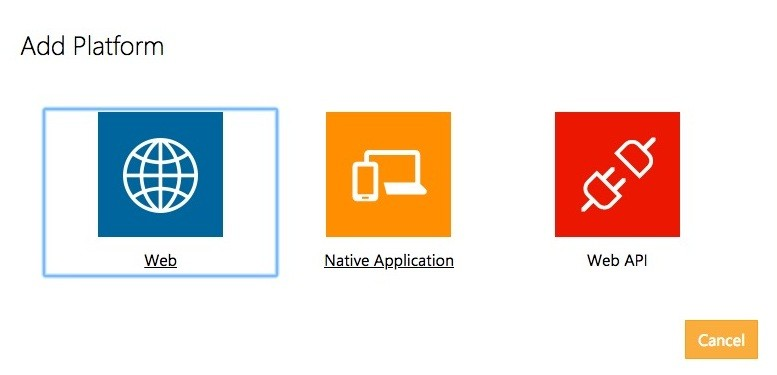 Add Platform
Web
Native Application
Web API
Cancel